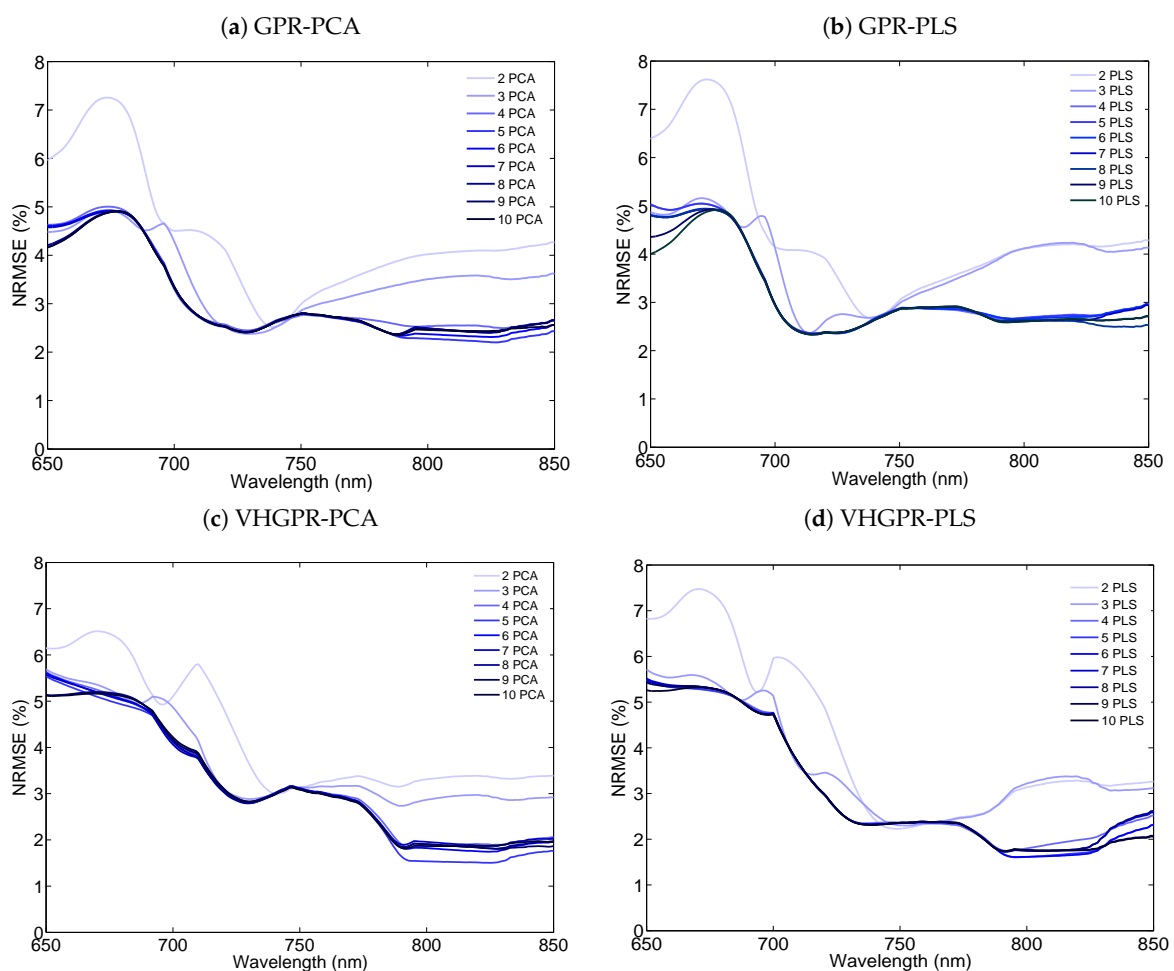 (a) GPR-PCA
8
7
6
5
4
3
2
1
0
NRMSE (%)
2 PCA
3 PCA
4 PCA
5 PCA
6 PCA
7 PCA
8 PCA
9 PCA
10 PCA
650 700 750 800 850
Wavelength (nm)
(b) GPR-PLS
8
7
6
5
4
3
2
1
0
NRMSE (%)
2 PLS
3 PLS
4 PLS
5 PLS
6 PLS
7 PLS
8 PLS
9 PLS
10 PLS
650 700 750 800 850
Wavelength (nm)
(c) VHGPR-PCA
8
7
6
5
4
3
2
1
0
NRMSE (%)
2 PCA
3 PCA
4 PCA
5 PCA
6 PCA
7 PCA
8 PCA
9 PCA
10 PCA
650 700 750 800 850
Wavelength (nm)
(d) VHGPR-PLS
8
7
6
5
4
3
2
1
0
NRMSE (%)
2 PLS
3 PLS
4 PLS
5 PLS
6 PLS
7 PLS
8 PLS
9 PLS
10 PLS
650 700 750 800 850
Wavelength (nm)